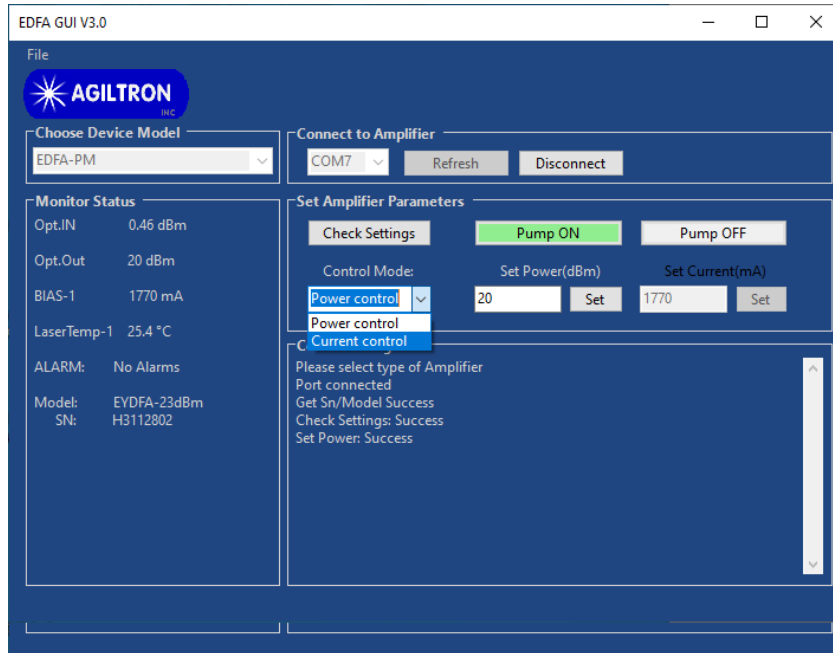 EDFA GUI V3.0
File
AGILTRON
INC
Choose Device Model
EDFA-PM
Connect to Amplifier
COM7
Refresh
Disconnect
Monitor Status
Opt.IN 0.46 dBm
Opt.Out 20 dBm
BIAS-1 1770 mA
LaserTemp-1 25.4 °C
ALARM: No Alarms
Model: EYDFA-23dBm
SN: H3112802
Set Amplifier Parameters
Check Settings
Pump ON
Pump OFF
Control Mode:
Set Power(dBm)
Set Current(mA)
Power control
20
Set
1770
Set
Power control
Current control
Please select type of Amplifier
Port connected
Get Sn/Model Success
Check Settings: Success
Set Power: Success